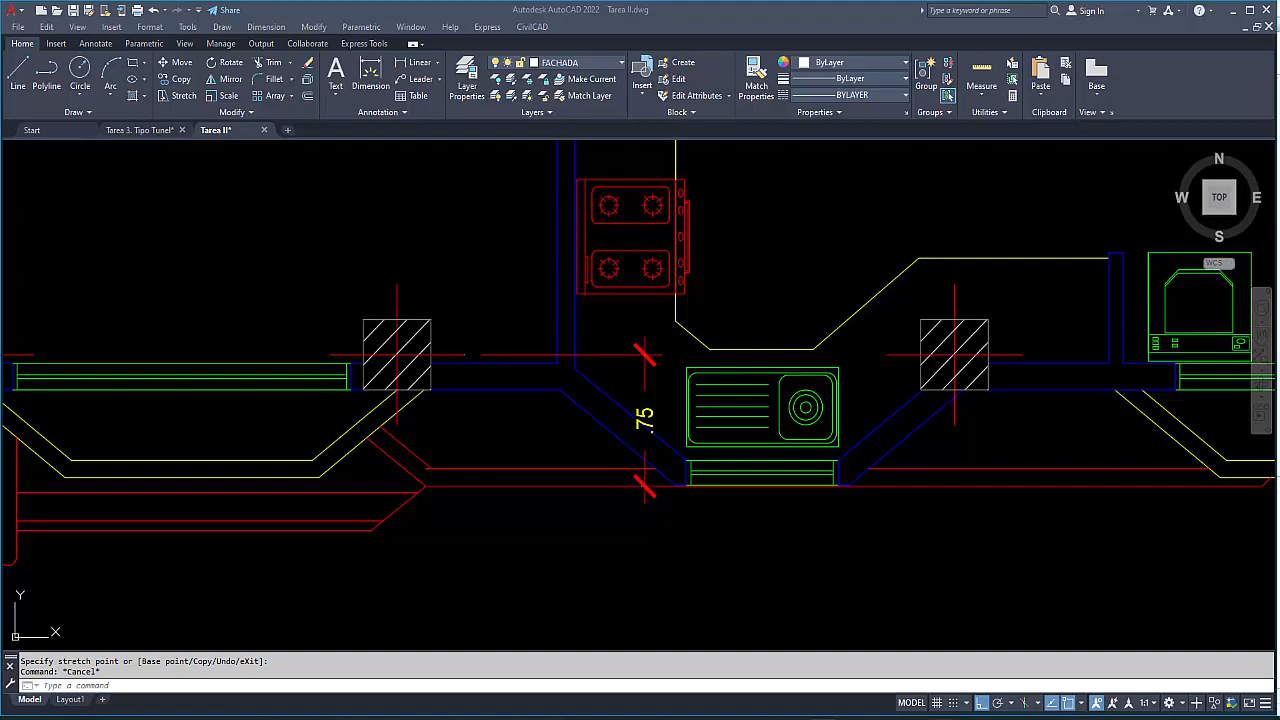 Share
Autodesk AutoCAD 2022 Tarea II.dwg
Type a keyword or phrase
Sign In
File Edit View Insert Format Tools Draw Dimension Modify Parametric Window Help Express CivilCAD
Home Insert Annotate Parametric View Manage Output Collaborate Express Tools
Line Polyline Circle Arc
Move Rotate Trim
Copy Mirror Fillet
Stretch Scale Array
Text Dimension
Linear
Leader
Table
Layer Properties
FACHADA
Make Current
Match Layer
Insert
Create
Edit
Edit Attributes
Match Properties
ByLayer
ByLayer
BYLAYER
Group Measure Paste Base
Draw Modify Annotation Layers Block Properties Groups Utilities Clipboard View
Start Tarea 3. Tipo Tunel* Tarea II*
N
W TOP E
S
WCS
.75
Y
X
Specify stretch point or [Base point/Copy/Undo/eXit]:
Command: *Cancel*
Type a command
Model Layout1
MODEL 1:1